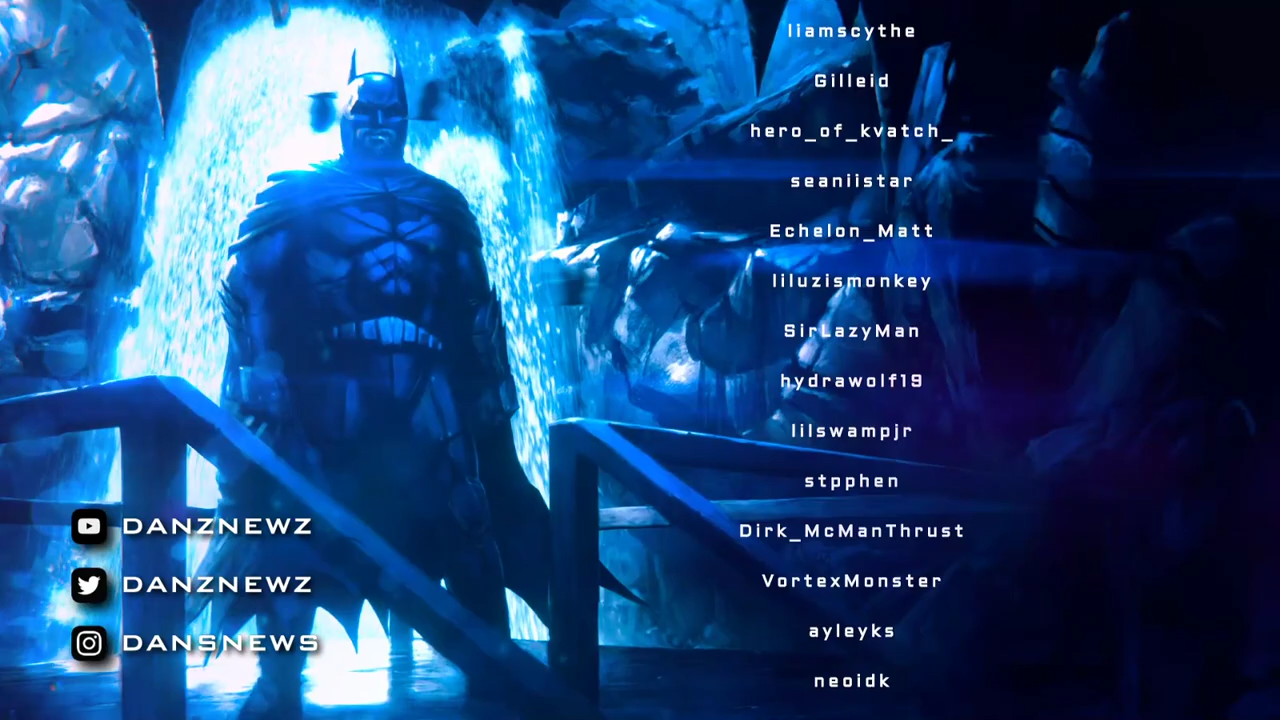 liamscythe
Gilleid
hero_of_kvatch_
seaniistar
Echelon_Matt
liluzismonkey
SirLazyMan
hydrawolf19
lilswampjr
stpphen
Dirk_McManThrust
VortexMonster
ayleyks
neoidk
DANZNEWZ
DANZNEWZ
DANSNEWS